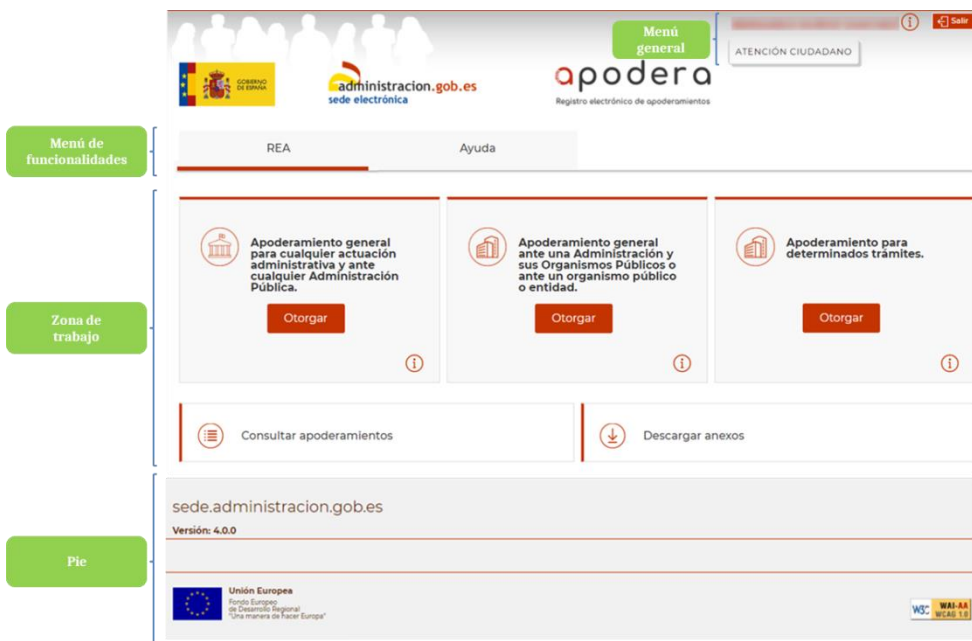 Menú
general
Salir
ATENCIÓN CIUDADANO
GOBIERNO
DE ESPAÑA
administracion.gob.es
sede electrónica
apodera
Registro electrónico de apoderamientos
Menú de
funcionalidades
REA
Ayuda
Apoderamiento general
para cualquier actuación
administrativa y ante
cualquier Administración
Pública.
Otorgar
Apoderamiento general
ante una Administración y
sus Organismos Públicos o
ante un organismo público
o entidad.
Otorgar
Apoderamiento para
determinados trámites.
Otorgar
Zona de
trabajo
Consultar apoderamientos
Descargar anexos
sede.administracion.gob.es
Versión: 4.0.0
Pie
Unión Europea
Fondo Europeo
de Desarrollo Regional
"Una manera de hacer Europa"
W3C WAI-AA
WCAG 1.0